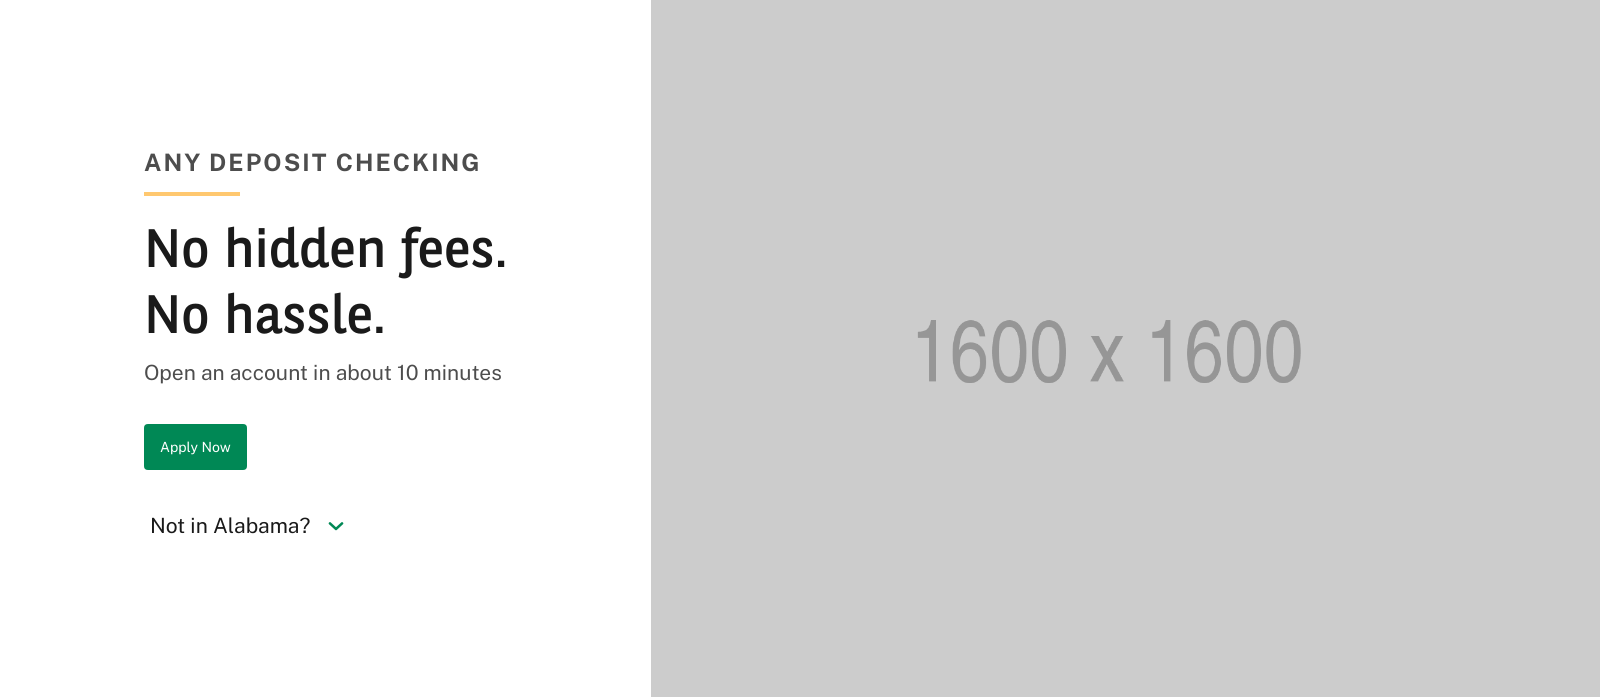 ANY DEPOSIT CHECKING
No hidden fees.
No hassle.
Open an account in about 10 minutes
Apply Now
Not in Alabama?
1600 x 1600